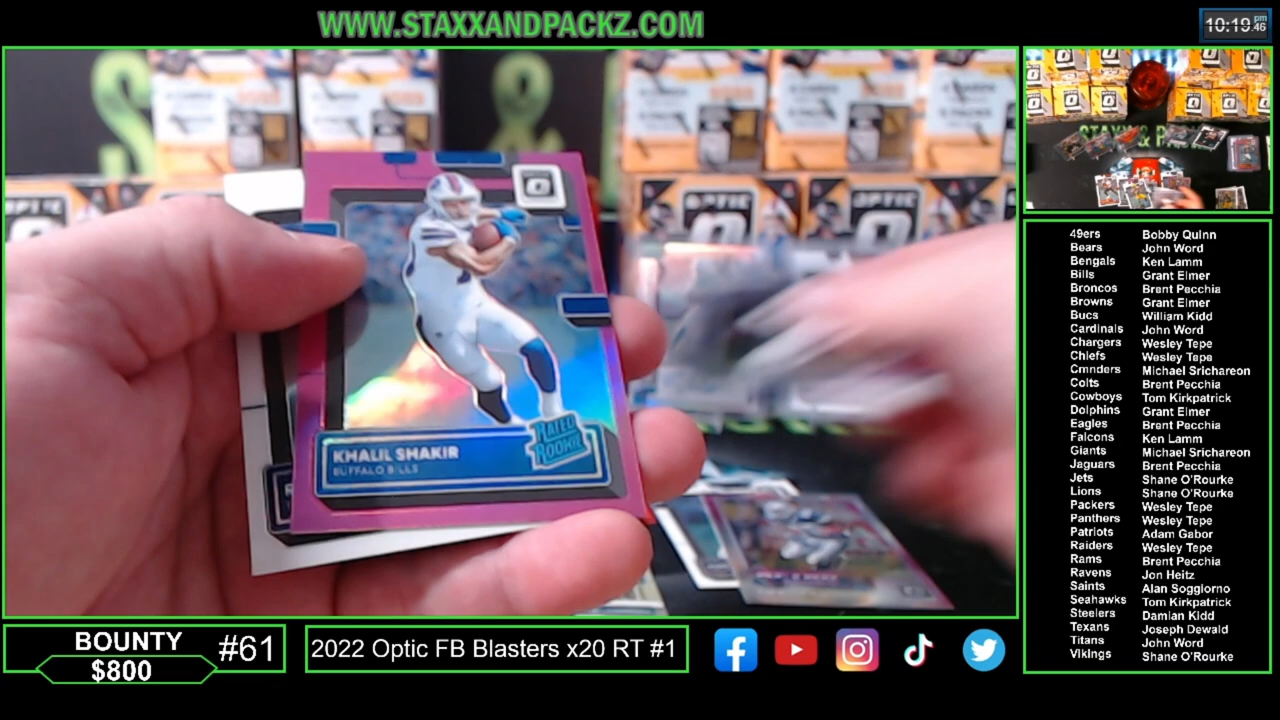 WWW.STAXXANDPACKZ.COM
10:19 pm .46
S &
OPTIC OPTIC
STAXX & P
KHALIL SHAKIR
BUFFALO BILLS
RATED ROOKIE
49ers Bobby Quinn
Bears John Word
Bengals Ken Lamm
Bills Grant Elmer
Broncos Brent Pecchia
Browns Grant Elmer
Bucs William Kidd
Cardinals John Word
Chargers Wesley Tepe
Chiefs Wesley Tepe
Cmnders Michael Srichareon
Colts Brent Pecchia
Cowboys Tom Kirkpatrick
Dolphins Grant Elmer
Eagles Brent Pecchia
Falcons Ken Lamm
Giants Michael Srichareon
Jaguars Brent Pecchia
Jets Shane O'Rourke
Lions Shane O'Rourke
Packers Wesley Tepe
Panthers Wesley Tepe
Patriots Adam Gabor
Raiders Wesley Tepe
Rams Brent Pecchia
Ravens Jon Heitz
Saints Alan Soggiorno
Seahawks Tom Kirkpatrick
Steelers Damian Kidd
Texans Joseph Dewald
Titans John Word
Vikings Shane O'Rourke
BOUNTY #61
$800
2022 Optic FB Blasters x20 RT #1